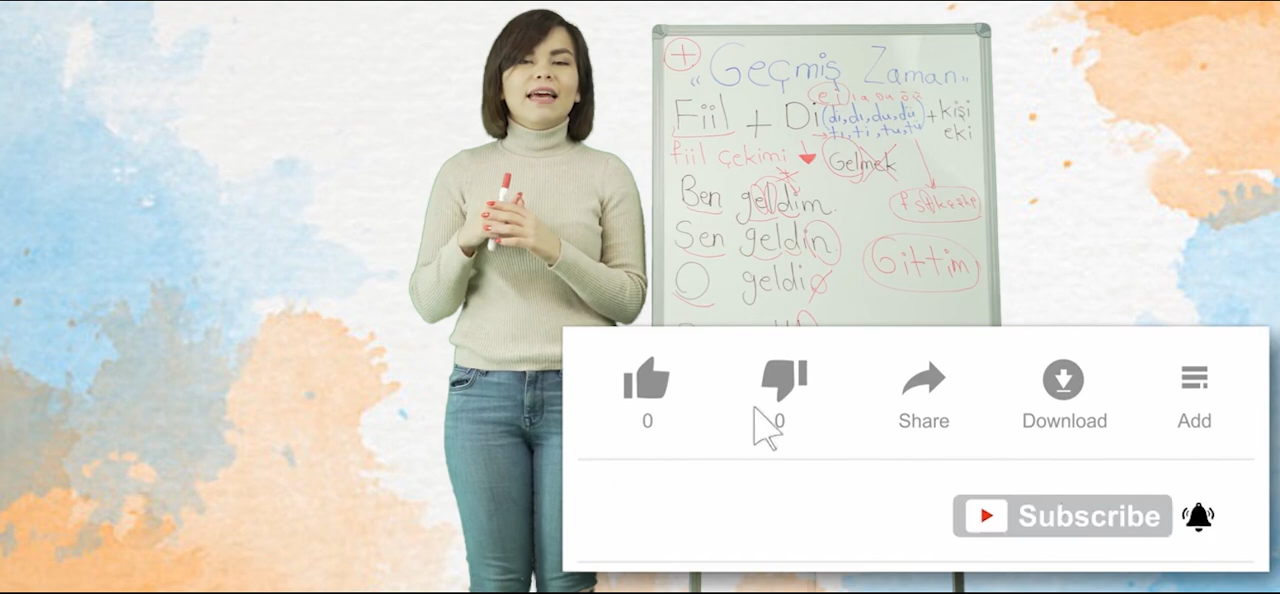 +
"Geçmiş Zaman"
e i ı a o u ö ü
Fiil + Di (di, dı, du, dü + kişi
tı, ti, tu, tü eki
fiil çekimi Gelmek
Ben geldim
fstkçşhp
Sen geldin
Gittim
O geldi ø
0
0
Share
Download
Add
Subscribe